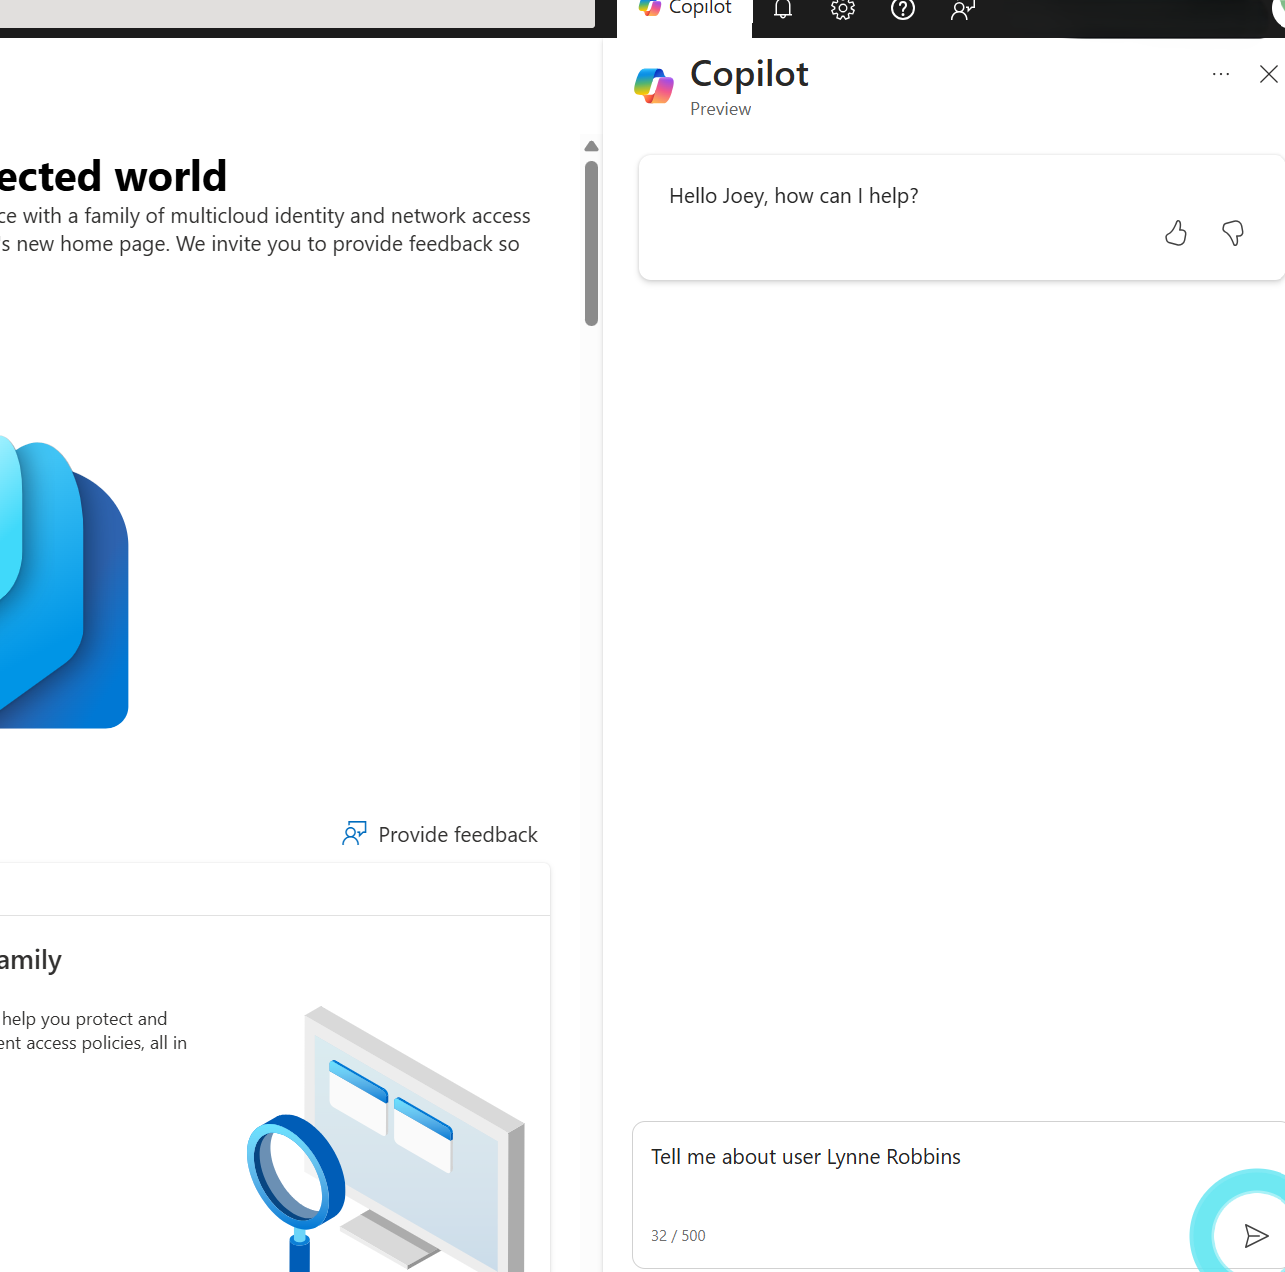 Copilot
Copilot
Preview
ected world
ce with a family of multicloud identity and network access
's new home page. We invite you to provide feedback so
Hello Joey, how can I help?
Provide feedback
amily
help you protect and
ent access policies, all in
Tell me about user Lynne Robbins
32 / 500